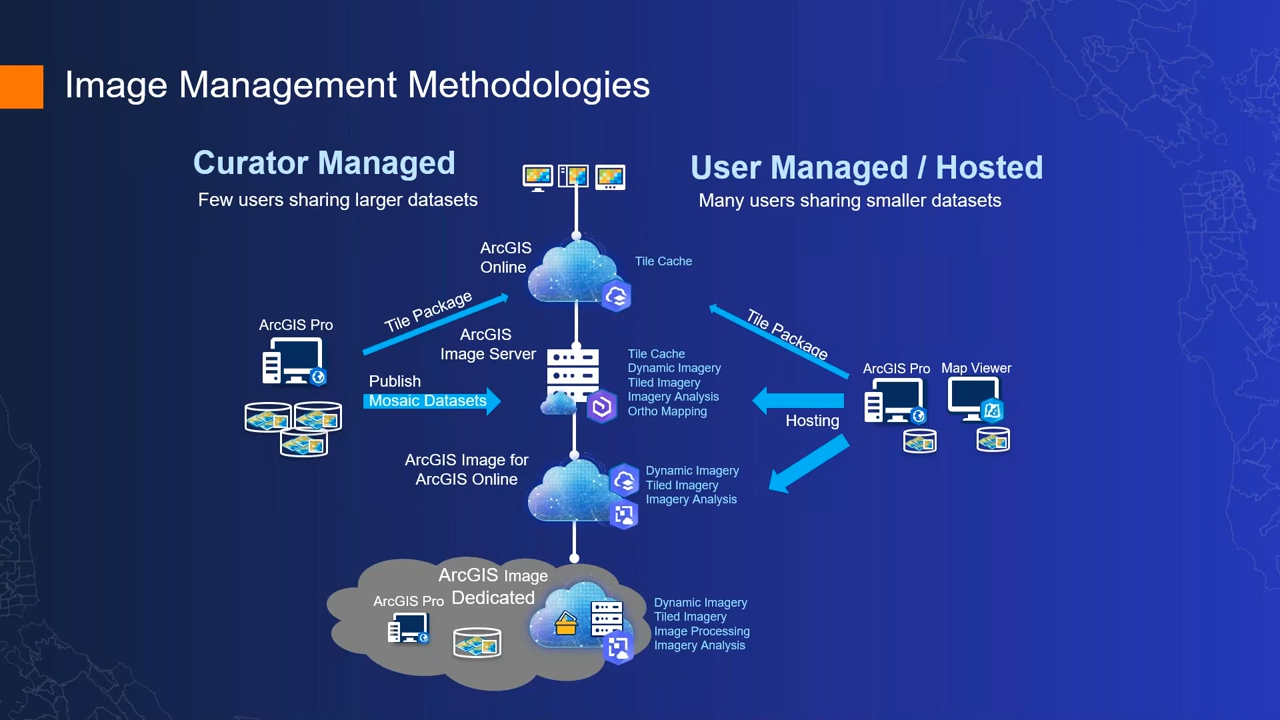 Image Management Methodologies
Curator Managed
Few users sharing larger datasets
User Managed / Hosted
Many users sharing smaller datasets
ArcGIS
Online
Tile Cache
Tile Package
ArcGIS Pro
ArcGIS
Image Server
Publish
Mosaic Datasets
Tile Cache
Dynamic Imagery
Tiled Imagery
Imagery Analysis
Ortho Mapping
Tile Package
ArcGIS Pro
Map Viewer
Hosting
ArcGIS Image for
ArcGIS Online
Dynamic Imagery
Tiled Imagery
Imagery Analysis
ArcGIS Image
Dedicated
ArcGIS Pro
Dynamic Imagery
Tiled Imagery
Image Processing
Imagery Analysis